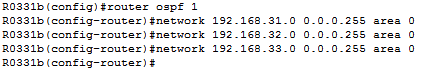 R0331b(config)#router ospf 1
R0331b(config-router)#network 192.168.31.0 0.0.0.255 area 0
R0331b(config-router)#network 192.168.32.0 0.0.0.255 area 0
R0331b(config-router)#network 192.168.33.0 0.0.0.255 area 0
R0331b(config-router)#